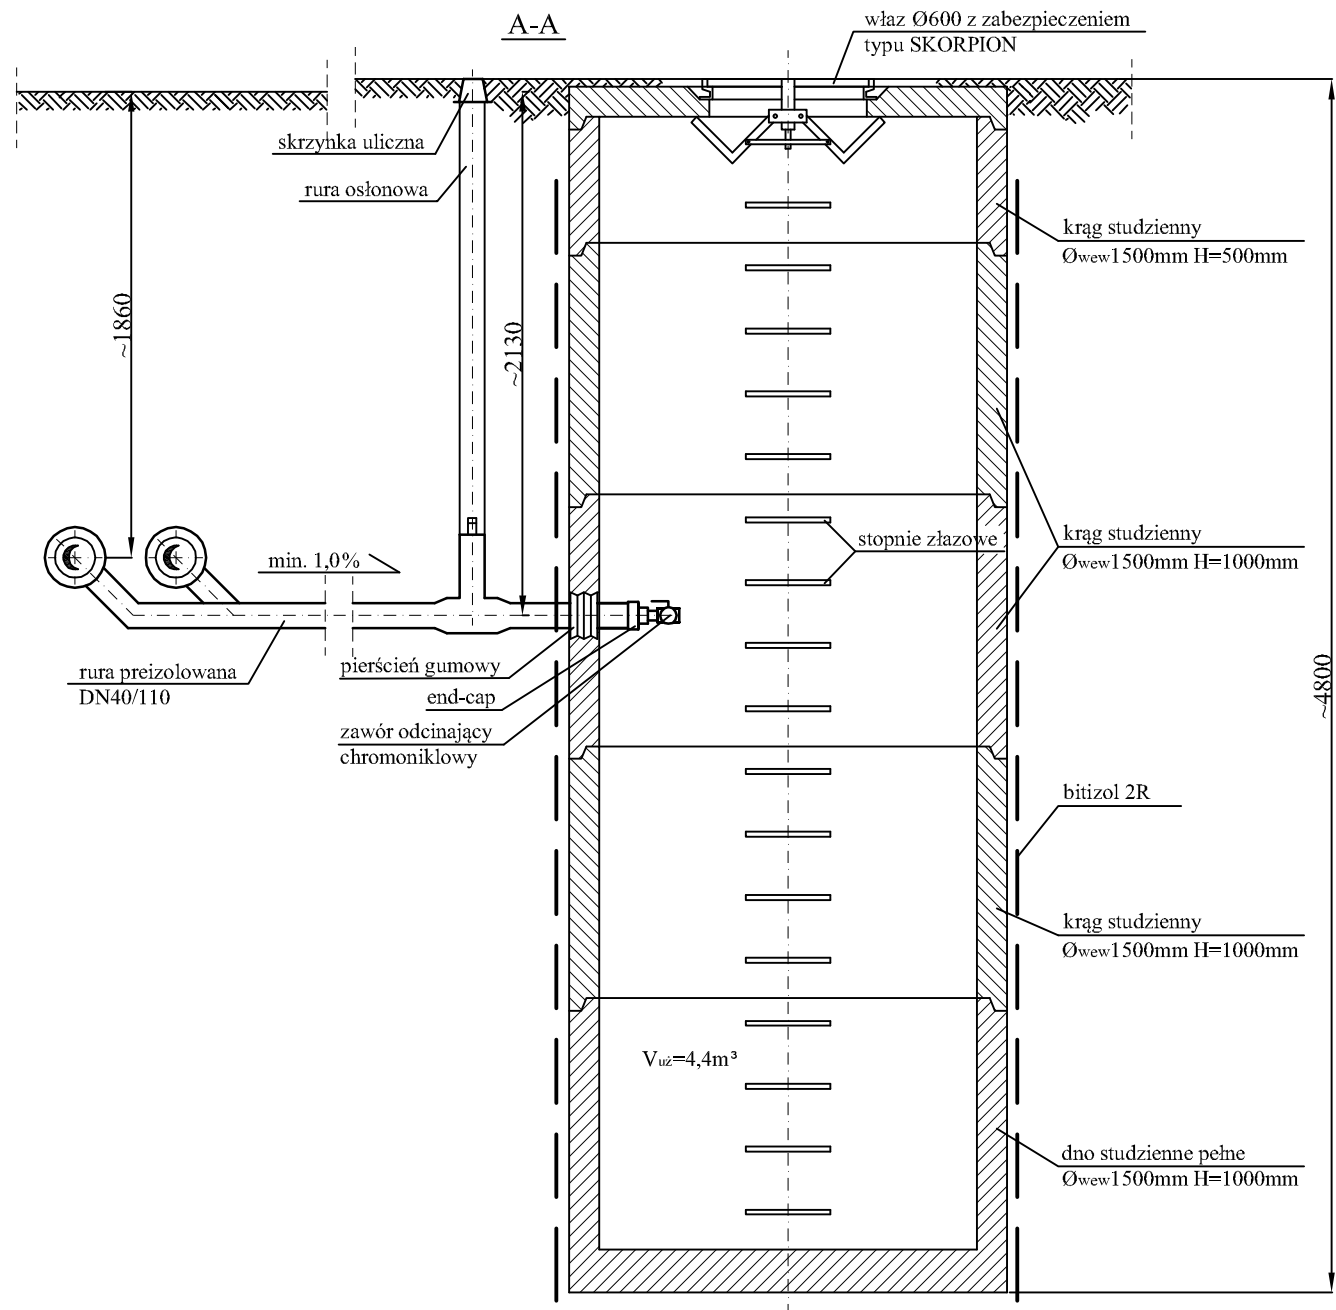 A-A
właz Ø600 z zabezpieczeniem
typu SKORPION
skrzynka uliczna
rura osłonowa
krąg studzienny
Øwew1500mm H=500mm
~1860
~2130
krąg studzienny
Øwew1500mm H=1000mm
stopnie złazowe
min. 1,0%
rura preizolowana
DN40/110
pierścień gumowy
end-cap
zawór odcinający
chromoniklowy
~4800
bitizol 2R
krąg studzienny
Øwew1500mm H=1000mm
Vuż=4,4m³
dno studzienne pełne
Øwew1500mm H=1000mm